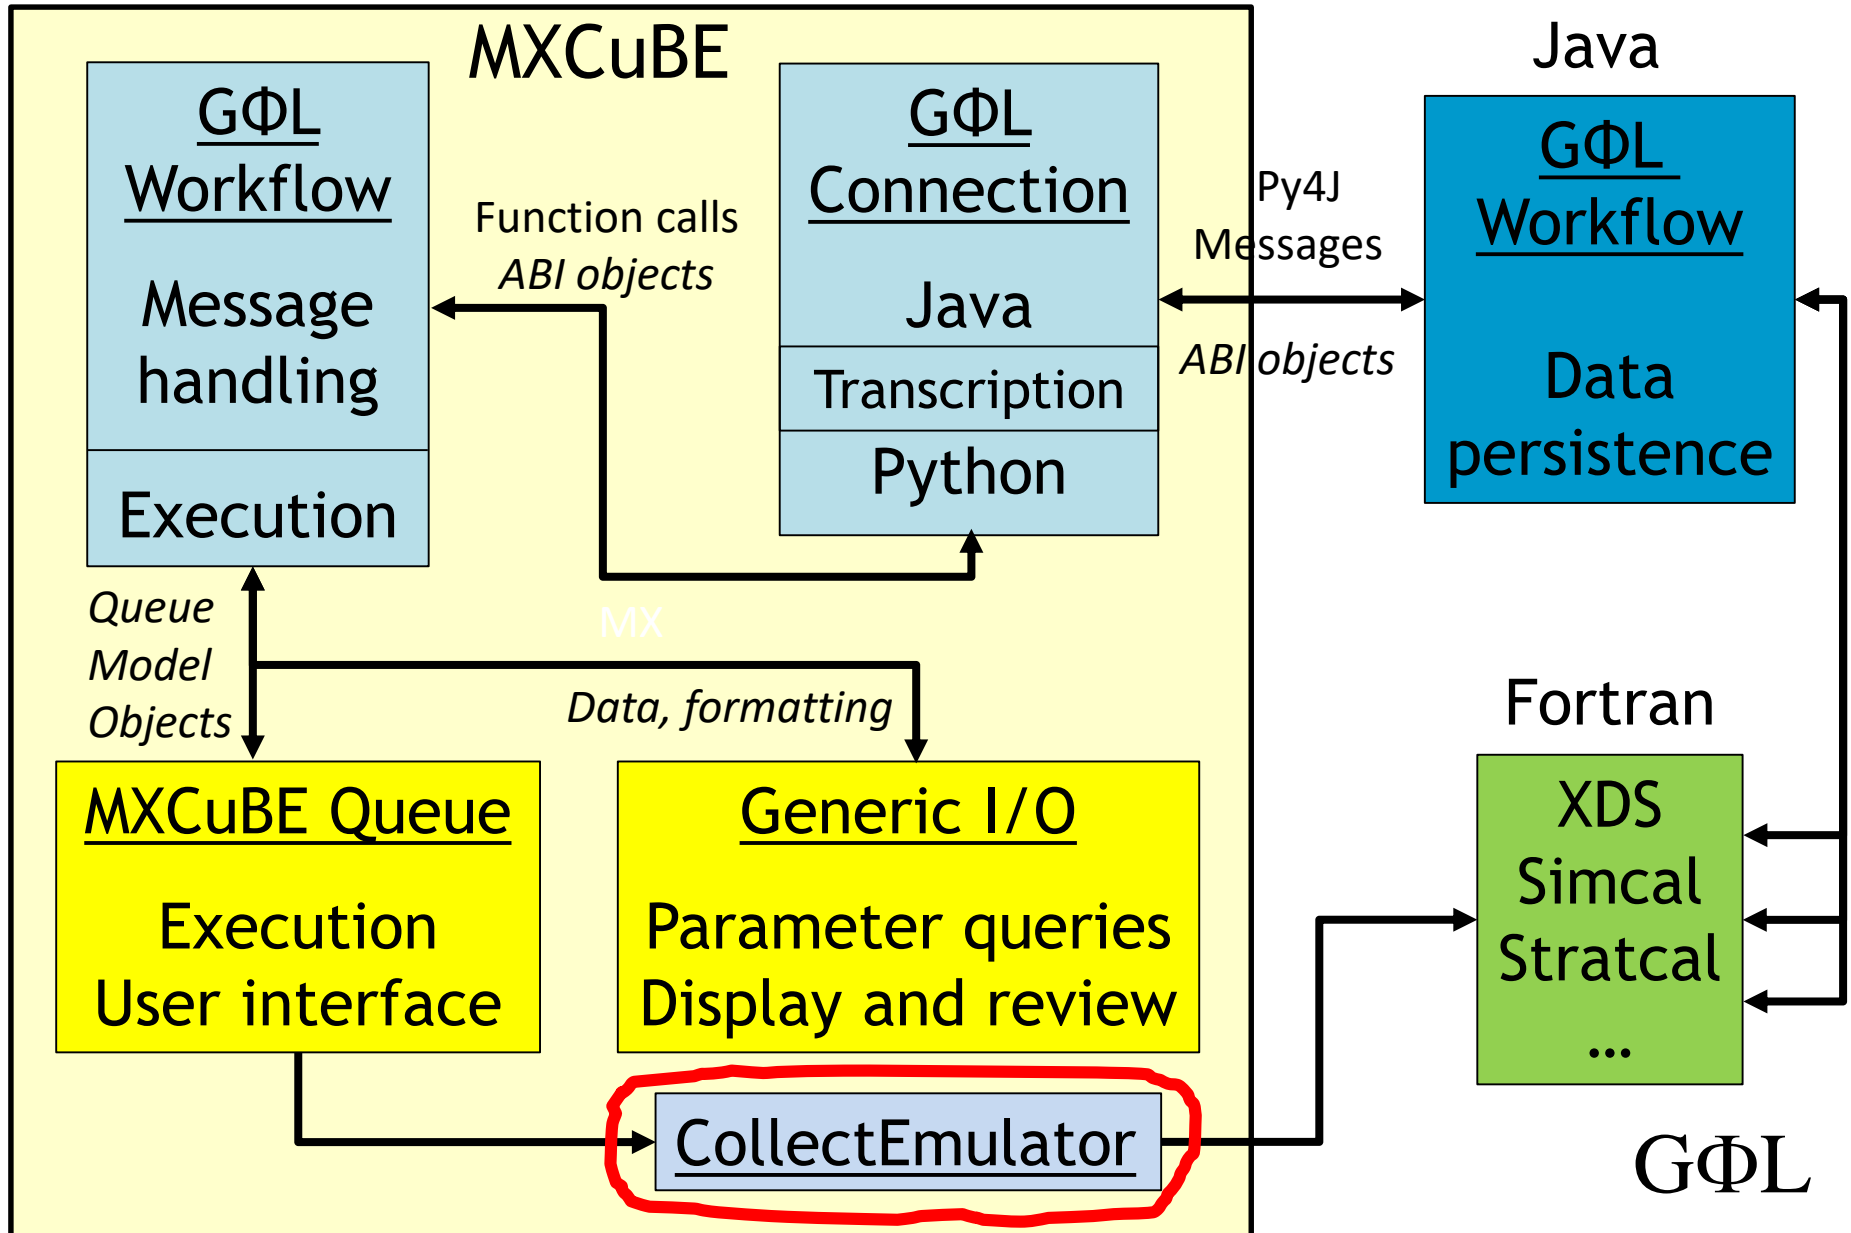 MXCuBE
GΦL
Workflow
Message
handling
Execution
Function calls
ABI objects
GΦL
Connection
Java
Transcription
Python
Py4J
Messages
ABI objects
Java
GΦL
Workflow
Data
persistence
Queue
Model
Objects
MX
Data, formatting
MXCuBE Queue
Execution
User interface
Generic I/O
Parameter queries
Display and review
CollectEmulator
Fortran
XDS
Simcal
Stratcal
...
GΦL